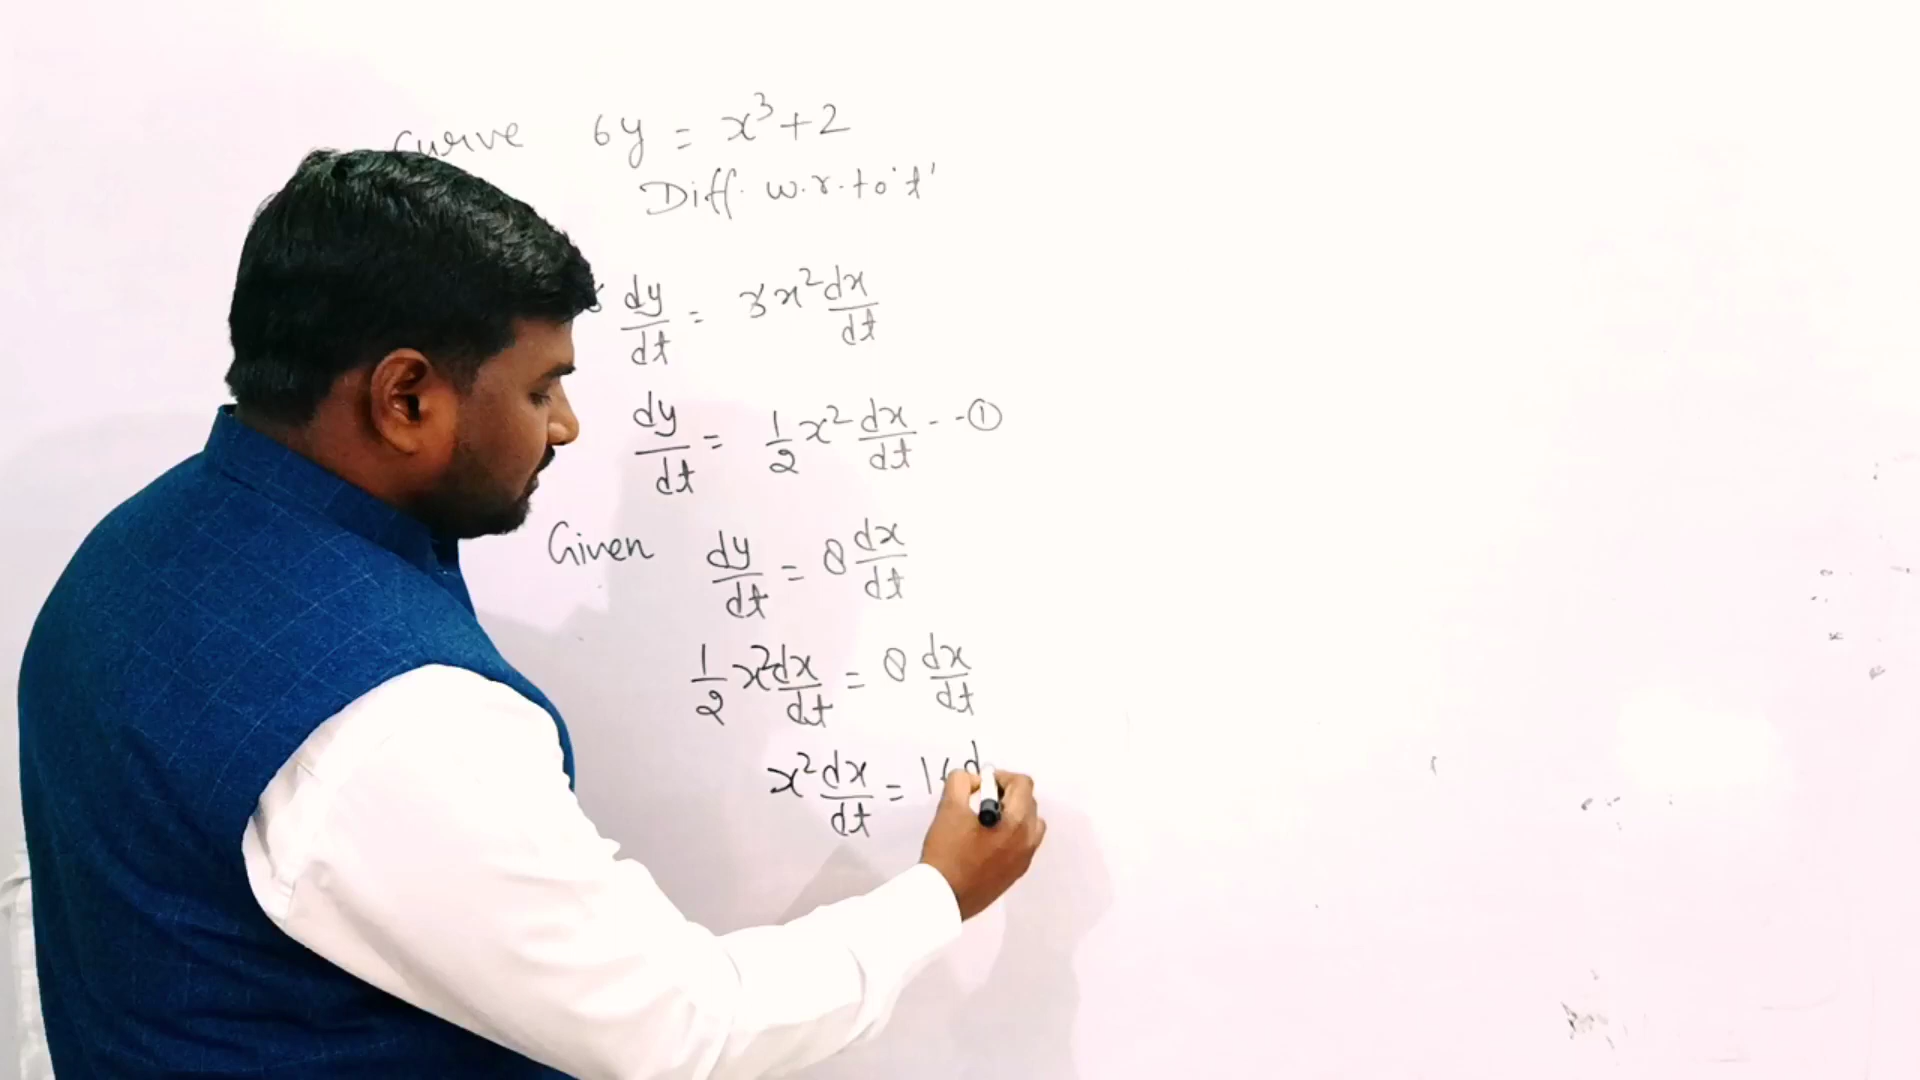 Curve 6y = x³+2
Diff. w.r.to 't'
dy/dt = 3x² dx/dt
dy/dt = 1/2 x² dx/dt --①
Given dy/dt = 8 dx/dt
1/2 x² dx/dt = 8 dx/dt
x² dx/dt = 16 d